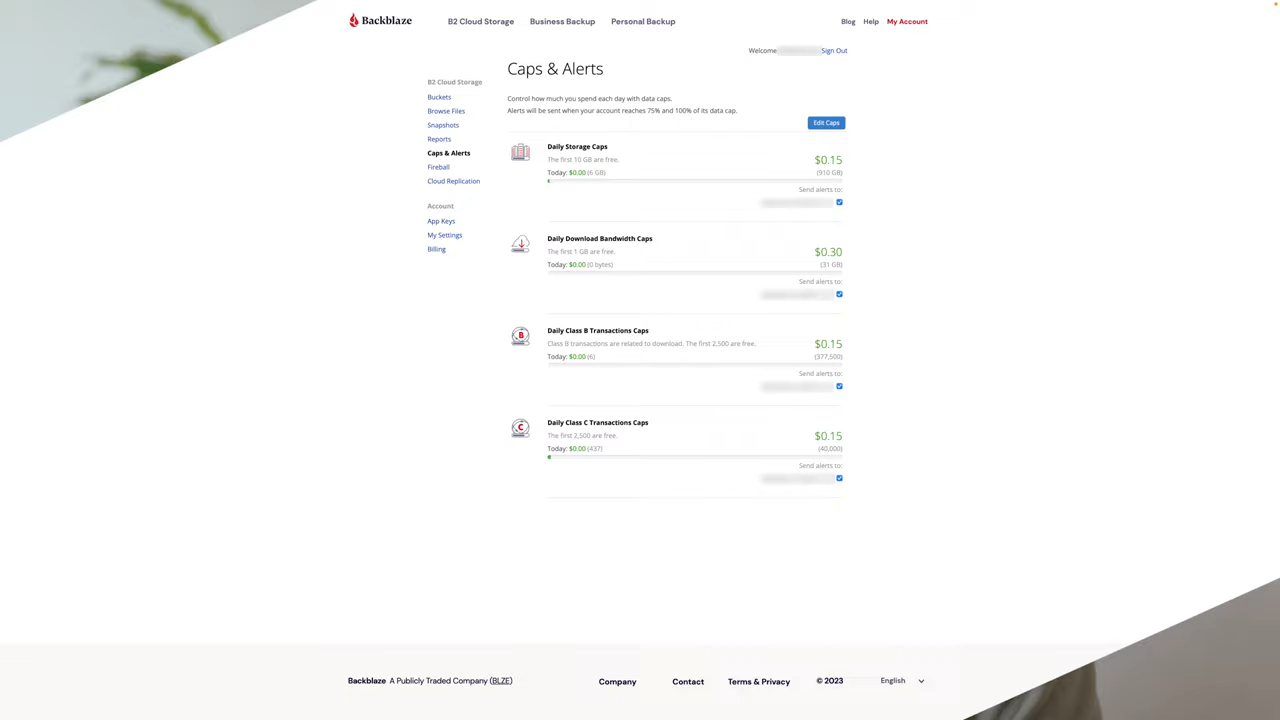 Backblaze
B2 Cloud Storage
Business Backup
Personal Backup
Blog
Help
My Account
Welcome
Sign Out
Caps & Alerts
B2 Cloud Storage
Buckets
Browse Files
Snapshots
Reports
Caps & Alerts
Fireball
Cloud Replication
Account
App Keys
My Settings
Billing
Control how much you spend each day with data caps.
Alerts will be sent when your account reaches 75% and 100% of its data cap.
Edit Caps
Daily Storage Caps
The first 10 GB are free.
$0.15
Today: $0.00 (6 GB)
(910 GB)
Send alerts to:
Daily Download Bandwidth Caps
The first 1 GB are free.
$0.30
Today: $0.00 (0 bytes)
(31 GB)
Send alerts to:
B
Daily Class B Transactions Caps
Class B transactions are related to download. The first 2,500 are free.
$0.15
Today: $0.00 (6)
(377,500)
Send alerts to:
C
Daily Class C Transactions Caps
The first 2,500 are free.
$0.15
Today: $0.00 (437)
(40,000)
Send alerts to:
Backblaze A Publicly Traded Company (BLZE)
Company
Contact
Terms & Privacy
© 2023
English